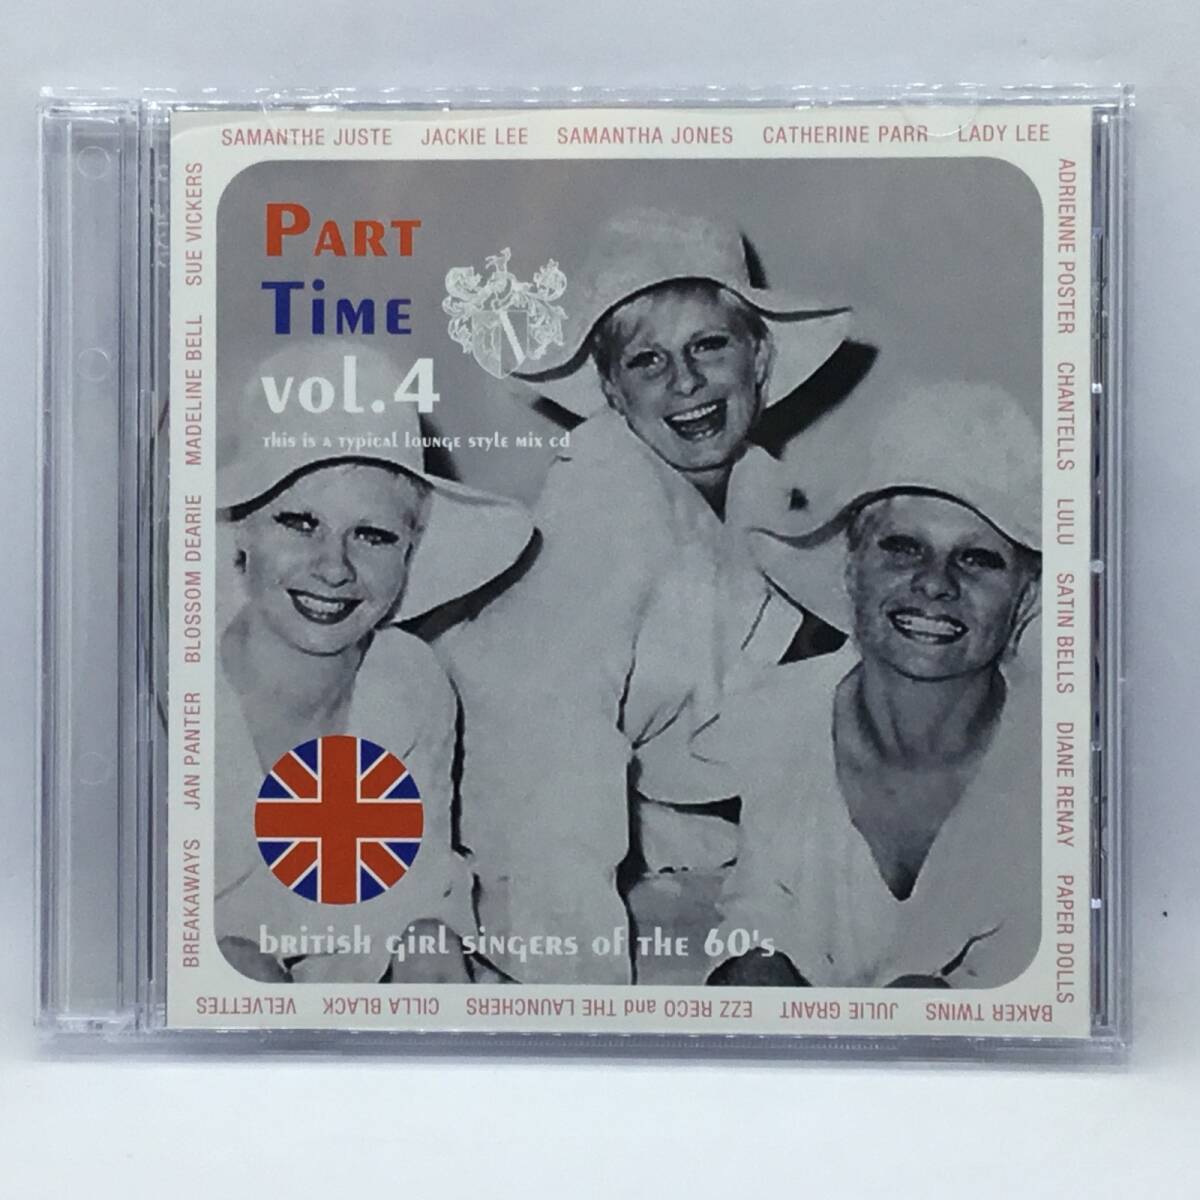 SAMANTHE JUSTE JACKIE LEE SAMANTHA JONES CATHERINE PARR LADY LEE
ADRIENNE POSTER CHANTELLS LULU SATIN BELLS DIANE RENAY PAPER DOLLS
BAKER TWINS JULIE GRANT EZZ RECO and THE LAUNCHERS CILLA BLACK VELVETTES
BREAKAWAYS JAN PANTER BLOSSOM DEARIE MADELINE BELL SUE VICKERS
PART
TiME
vol.4
This is a typical lounge style mix cd
british girl singers of the 60's